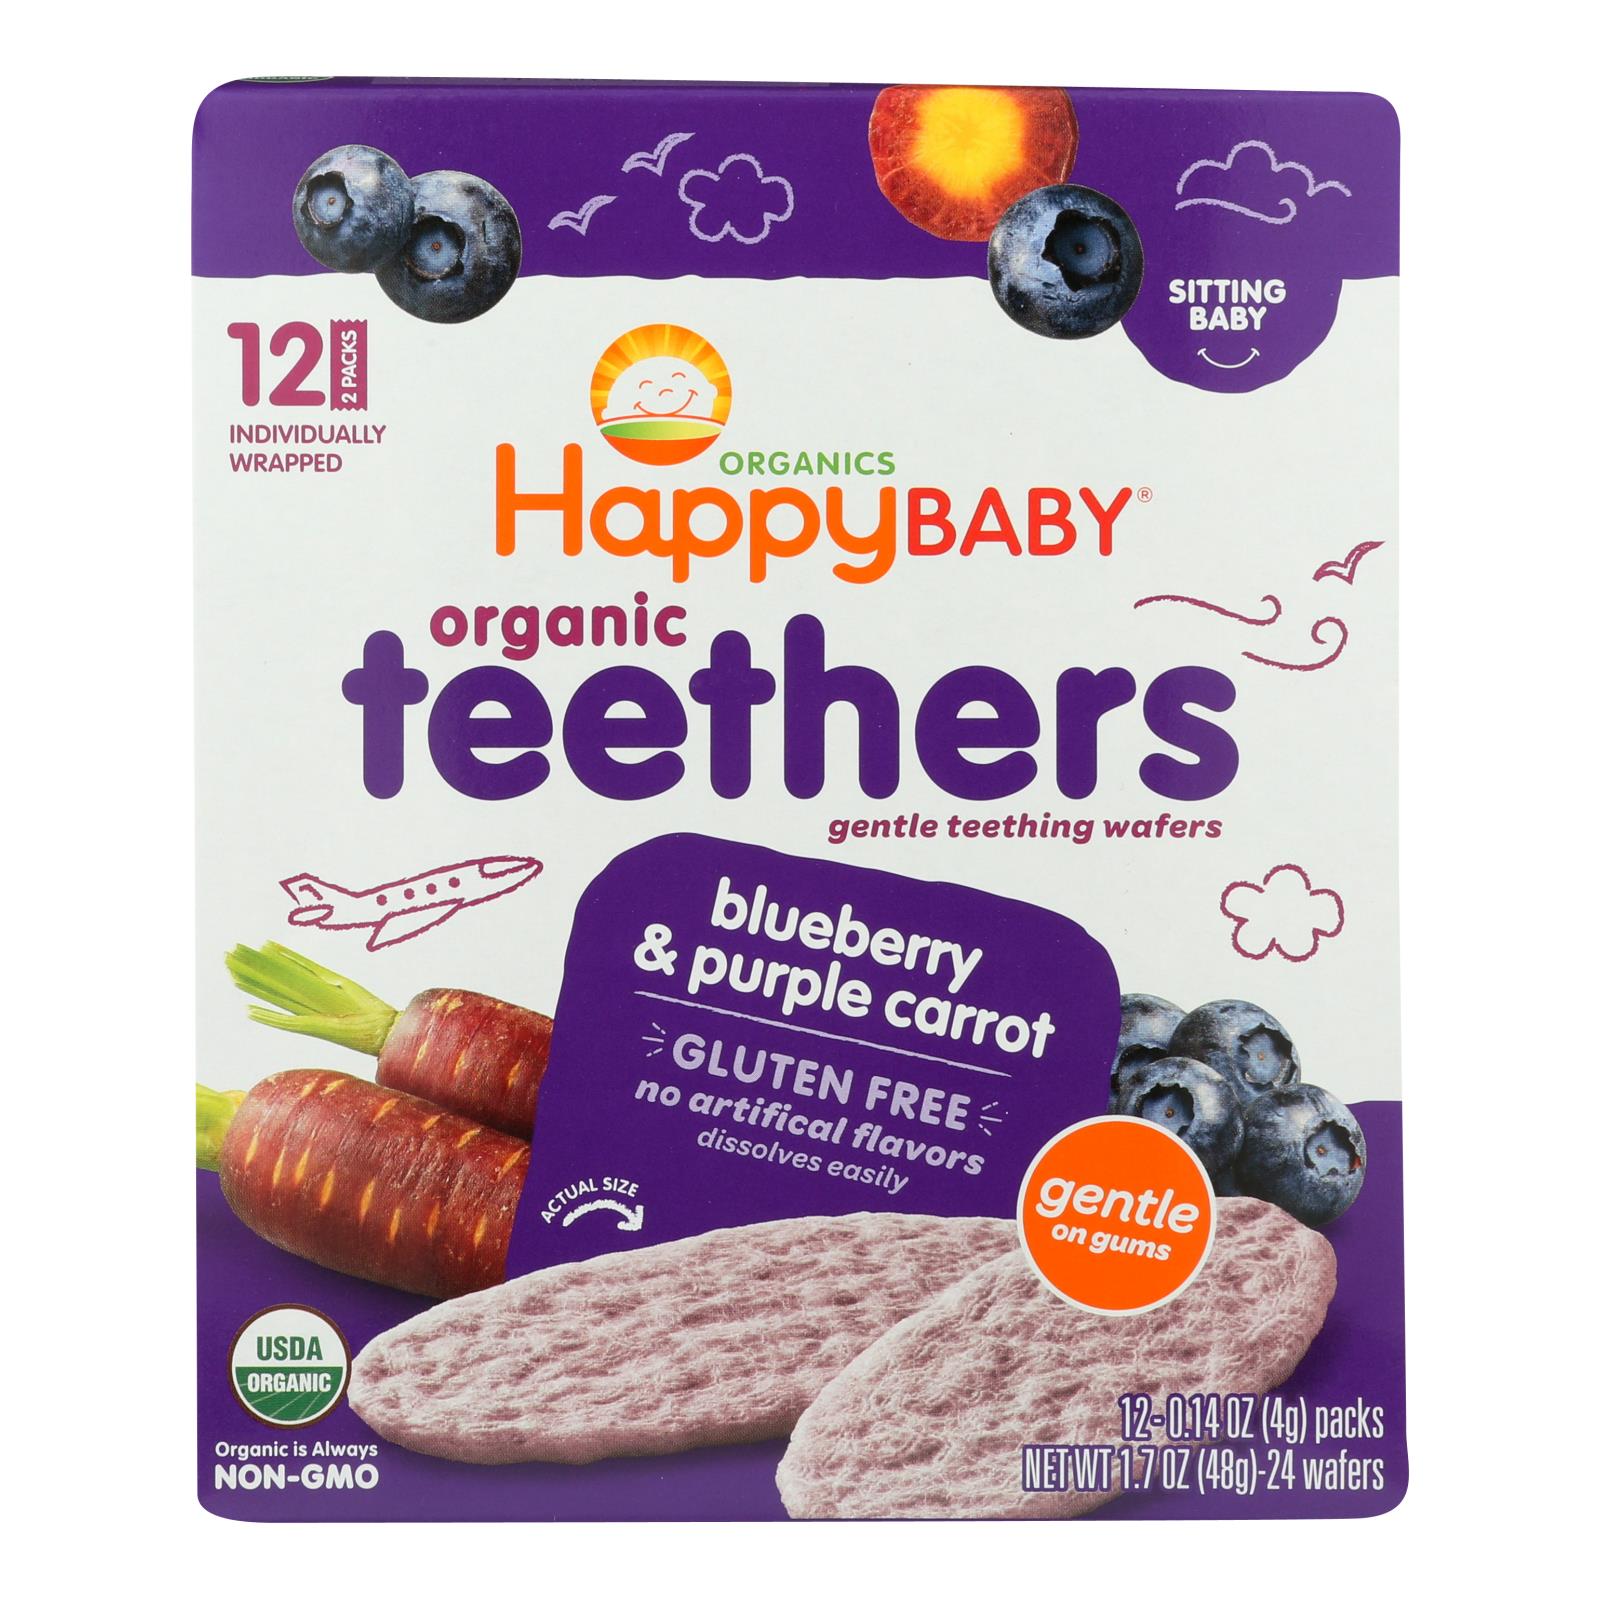 SITTING
BABY
12 2 PACKS
INDIVIDUALLY
WRAPPED
ORGANICS
HappyBABY®
organic
teethers
gentle teething wafers
blueberry
& purple carrot
GLUTEN FREE
no artifical flavors
dissolves easily
ACTUAL SIZE
gentle
on gums
USDA
ORGANIC
Organic is Always
NON-GMO
12-0.14 OZ (4g) packs
NET WT 1.7 OZ (48g)-24 wafers